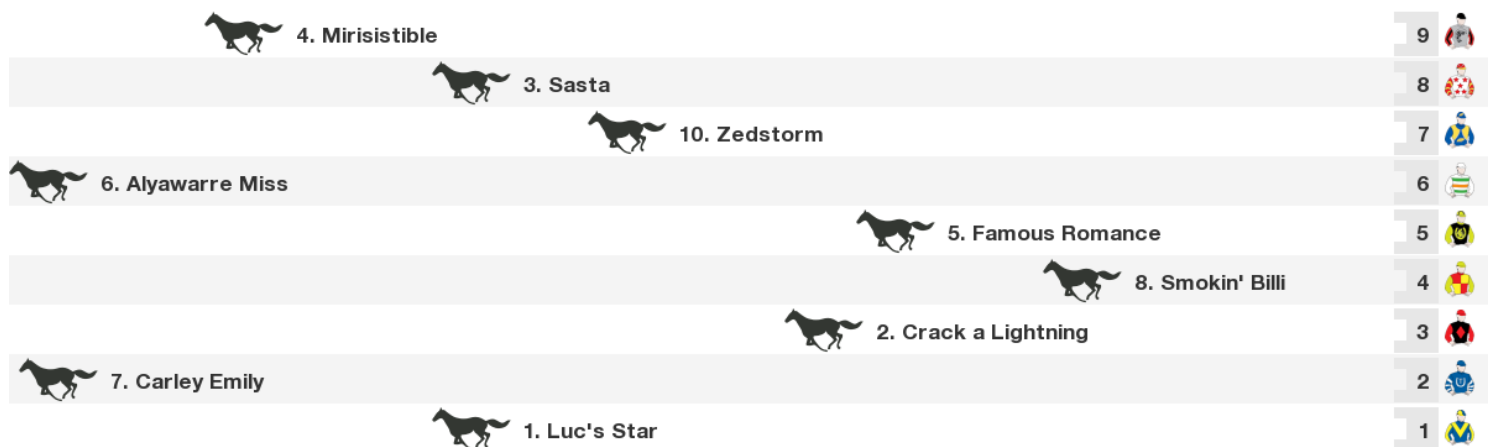 4. Mirisistible 9
3. Sasta 8
10. Zedstorm 7
6. Alyawarre Miss 6
5. Famous Romance 5
8. Smokin' Billi 4
2. Crack a Lightning 3
7. Carley Emily 2
1. Luc's Star 1